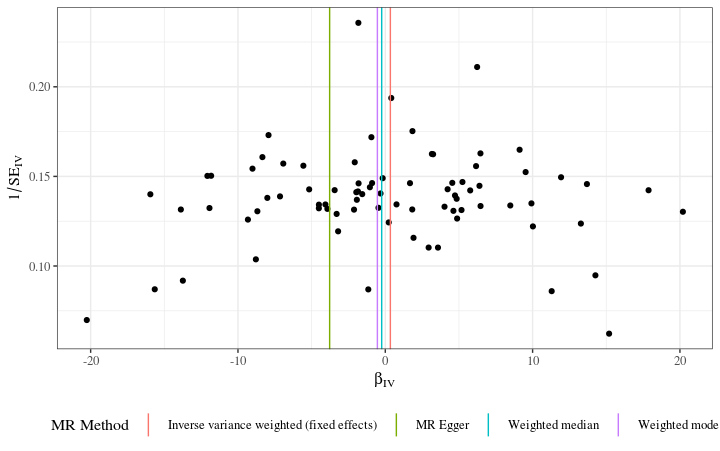 0.20
0.15
0.10
1/SE_IV
-20
-10
0
10
20
β_IV
MR Method
Inverse variance weighted (fixed effects)
MR Egger
Weighted median
Weighted mode